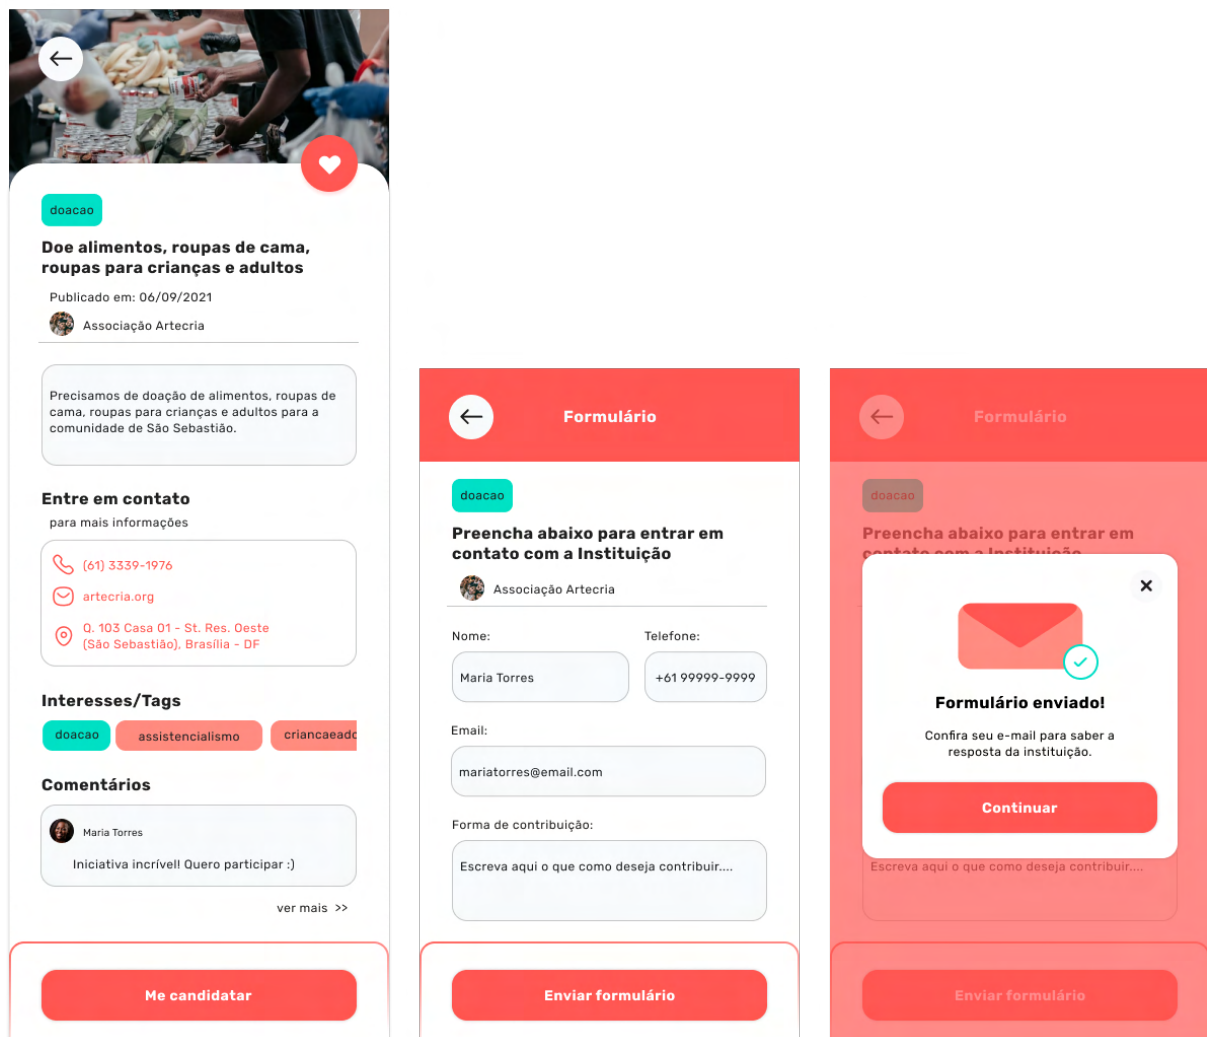 doacao
Doe alimentos, roupas de cama,
roupas para crianças e adultos
Publicado em: 06/09/2021
Associação Artecria
Precisamos de doação de alimentos, roupas de
cama, roupas para crianças e adultos para a
comunidade de São Sebastião.
Entre em contato
para mais informações
(61) 3339-1976
artecria.org
Q. 103 Casa 01 - St. Res. Oeste
(São Sebastião), Brasília - DF
Interesses/Tags
doacao
assistencialismo
criancaeado
Comentários
Maria Torres
Iniciativa incrível! Quero participar :)
ver mais >>
Me candidatar
Formulário
doacao
Preencha abaixo para entrar em
contato com a Instituição
Associação Artecria
Nome:
Telefone:
Maria Torres
+61 99999-9999
Email:
mariatorres@email.com
Forma de contribuição:
Escreva aqui o que como deseja contribuir....
Enviar formulário
Formulário
doacao
Preencha abaixo para entrar em
contato com a Instituição
Formulário enviado!
Confira seu e-mail para saber a
resposta da instituição.
Continuar
Escreva aqui o que como deseja contribuir....
Enviar formulário